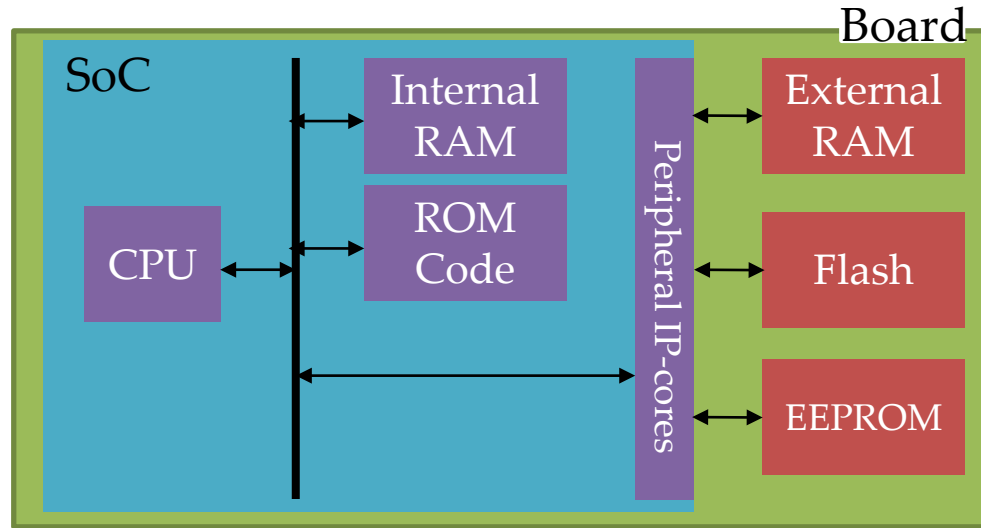 Board
SoC
Internal
RAM
External
RAM
ROM
Code
CPU
Peripheral IP-cores
Flash
EEPROM